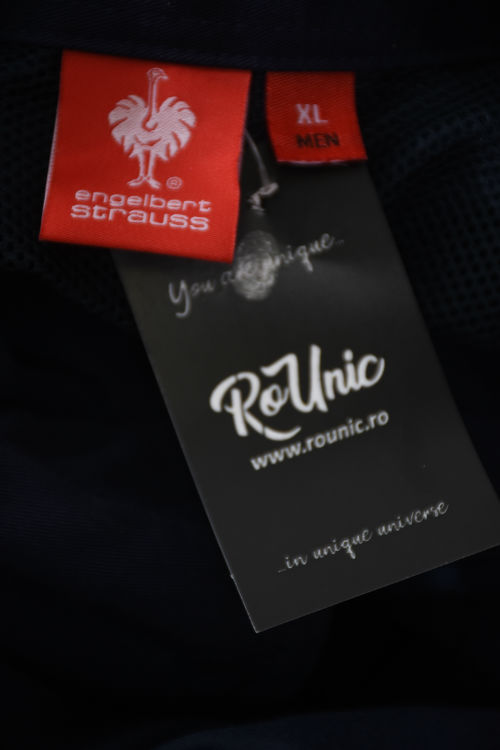 engelbert
strauss
®
XL
MEN
You are unique..
RoUnic
www.rounic.ro
..in unique universe